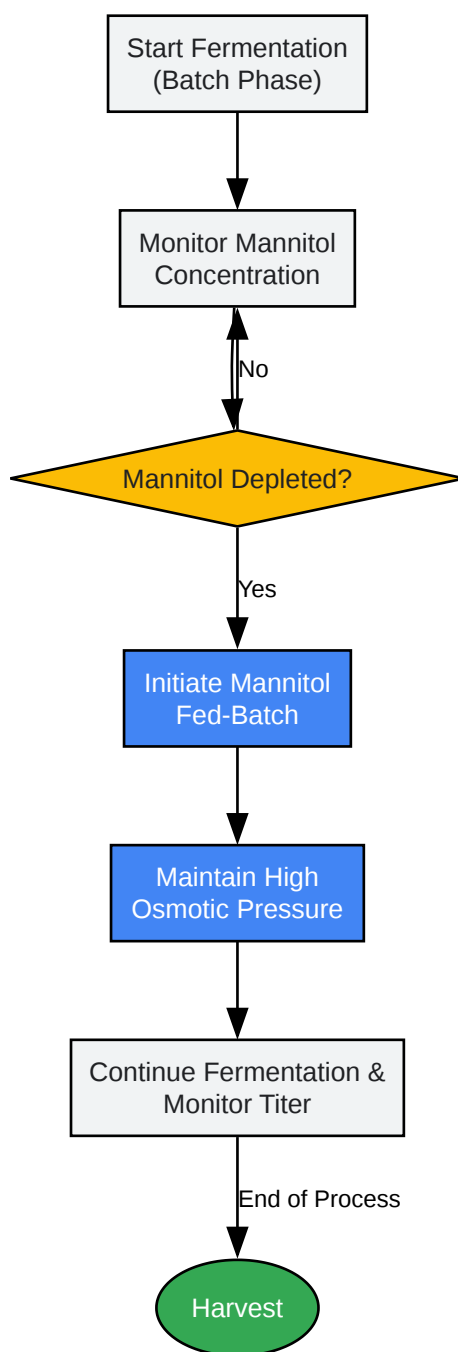 Start Fermentation
(Batch Phase)
Monitor Mannitol
Concentration
No
Mannitol Depleted?
Yes
Initiate Mannitol
Fed-Batch
Maintain High
Osmotic Pressure
Continue Fermentation &
Monitor Titer
End of Process
Harvest